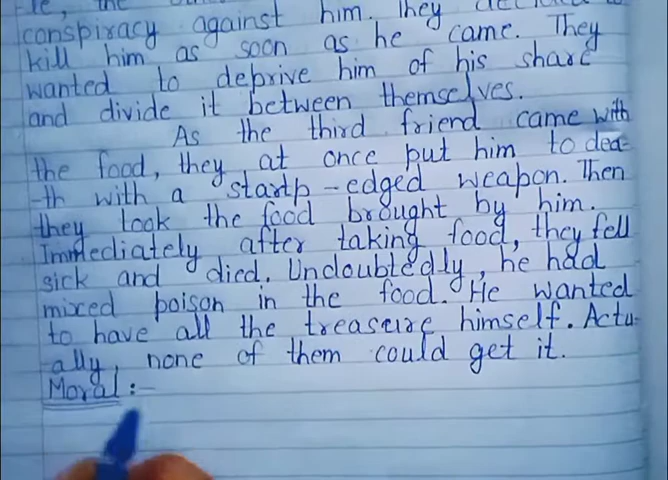 conspiracy against him. They
kill him as soon as he came. They
wanted to deprive him of his share
and divide it between themselves.
As the third friend came with
the food, they at once put him to dea-
-th with a startp-edged weapon. Then
they took the food brought by him.
Immediately after taking food, they fell
sick and died. Undoubtedly, he had
mixed poison in the food. He wanted
to have all the treasure himself. Actu-
ally, none of them could get it.
Moral :-